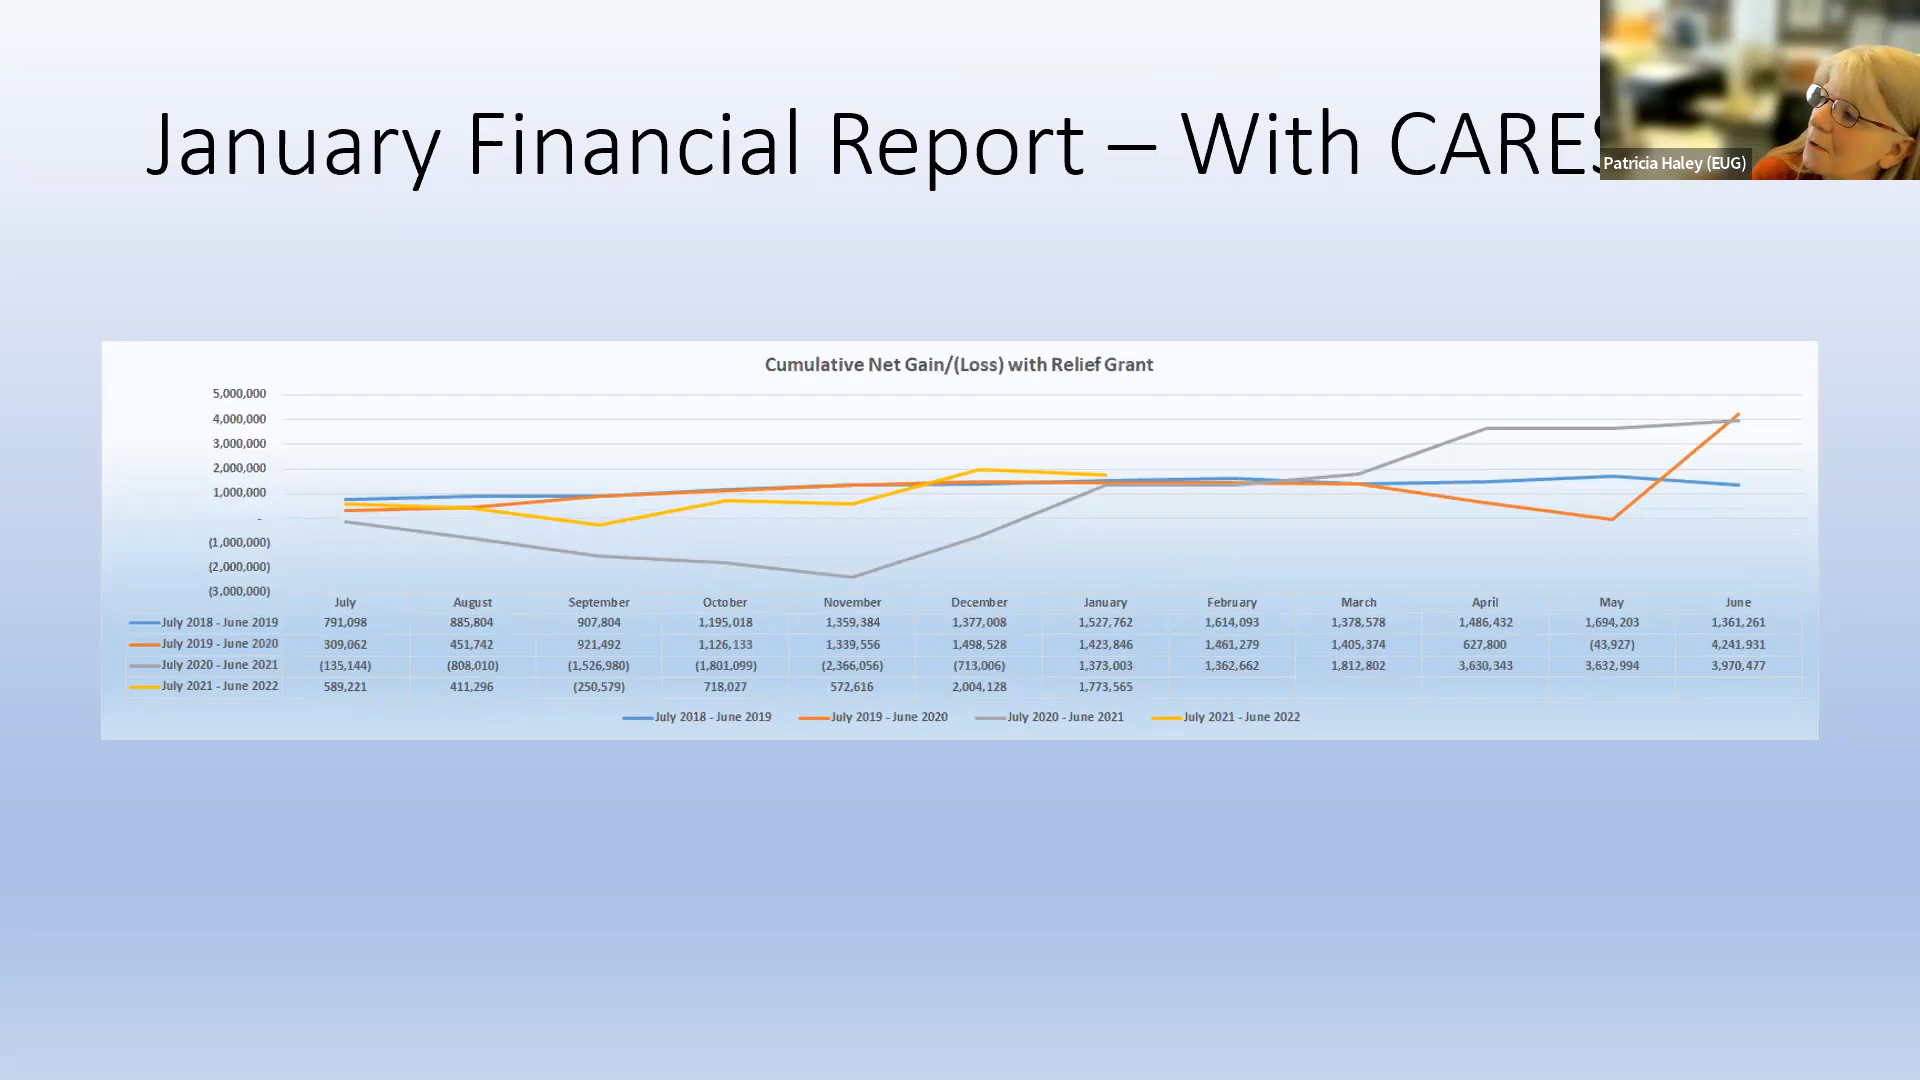 January Financial Report – With CARES
Patricia Haley (EUG)
Cumulative Net Gain/(Loss) with Relief Grant
5,000,000
4,000,000
3,000,000
2,000,000
1,000,000
-
(1,000,000)
(2,000,000)
(3,000,000)
July August September October November December January February March April May June
July 2018 - June 2019 791,098 885,804 907,804 1,195,018 1,359,384 1,377,008 1,527,762 1,614,093 1,378,578 1,486,432 1,694,203 1,361,261
July 2019 - June 2020 309,062 451,742 921,492 1,126,133 1,339,556 1,498,528 1,423,846 1,461,279 1,405,374 627,800 (43,927) 4,241,931
July 2020 - June 2021 (135,144) (808,010) (1,526,980) (1,801,099) (2,366,056) (713,006) 1,373,003 1,362,662 1,812,802 3,630,343 3,632,994 3,970,477
July 2021 - June 2022 589,221 411,296 (250,579) 718,027 572,616 2,004,128 1,773,565
July 2018 - June 2019 July 2019 - June 2020 July 2020 - June 2021 July 2021 - June 2022